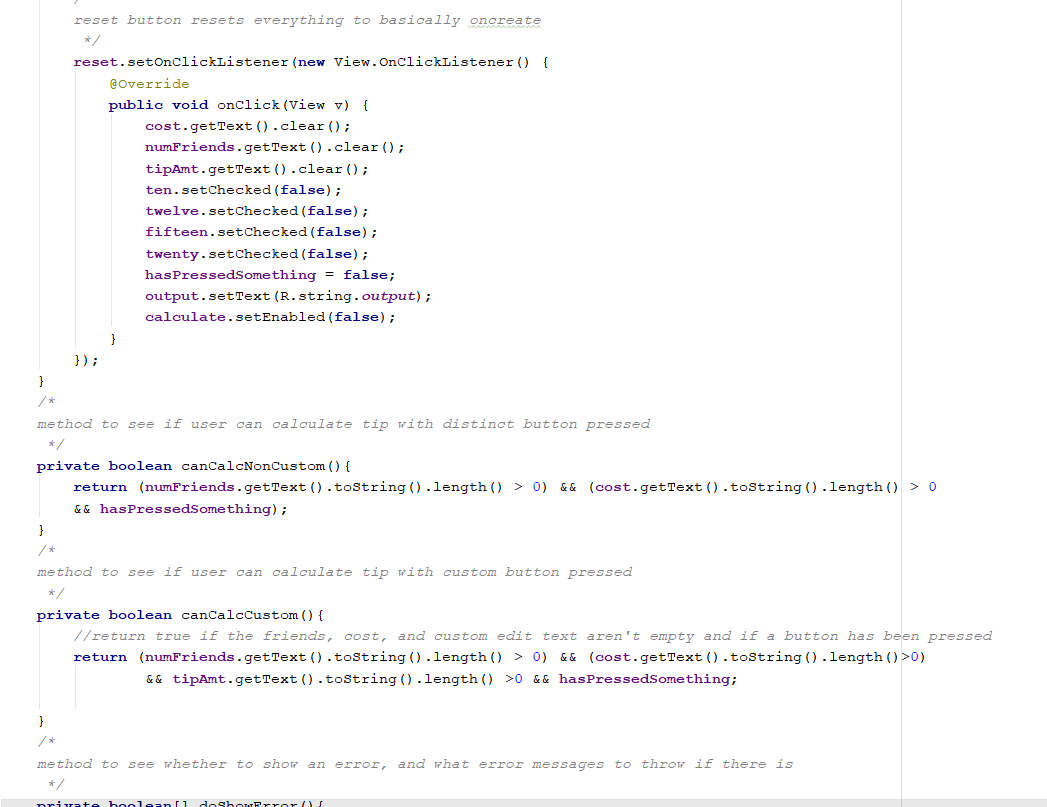 /
reset button resets everything to basically oncreate
*/
reset.setOnClickListener(new View.OnClickListener() {
@Override
public void onClick(View v) {
cost.getText().clear();
numFriends.getText().clear();
tipAmt.getText().clear();
ten.setChecked(false);
twelve.setChecked(false);
fifteen.setChecked(false);
twenty.setChecked(false);
hasPressedSomething = false;
output.setText(R.string.output);
calculate.setEnabled(false);
}
});
}
/*
method to see if user can calculate tip with distinct button pressed
*/
private boolean canCalcNonCustom(){
return (numFriends.getText().toString().length() > 0) && (cost.getText().toString().length() > 0
&& hasPressedSomething);
}
/*
method to see if user can calculate tip with custom button pressed
*/
private boolean canCalcCustom(){
//return true if the friends, cost, and custom edit text aren't empty and if a button has been pressed
return (numFriends.getText().toString().length() > 0) && (cost.getText().toString().length()>0)
&& tipAmt.getText().toString().length() >0 && hasPressedSomething;
}
/*
method to see whether to show an error, and what error messages to throw if there is
*/
private boolean[] doShowError(){